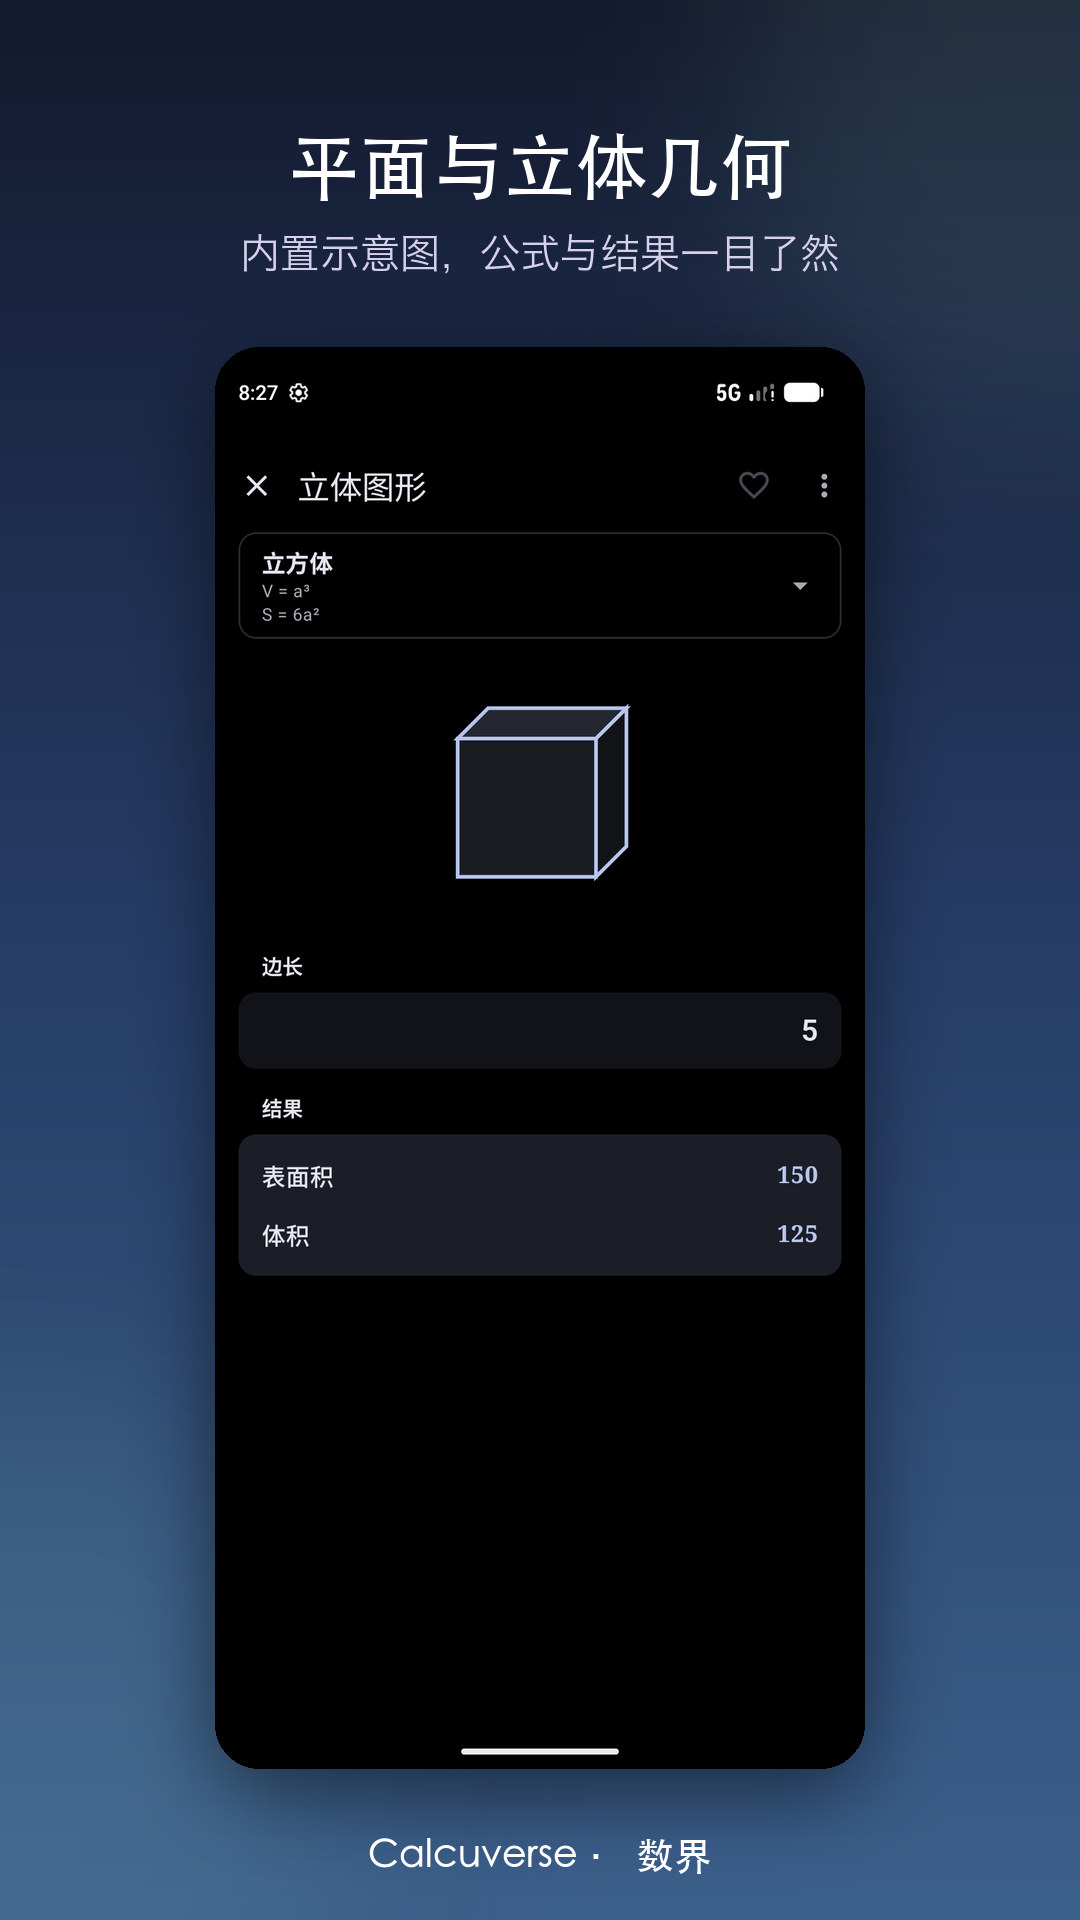 平面与立体几何
内置示意图，公式与结果一目了然
8:27 5G
立体图形
立方体
V = a³
S = 6a²
边长
5
结果
表面积 150
体积 125
Calcuverse · 数界